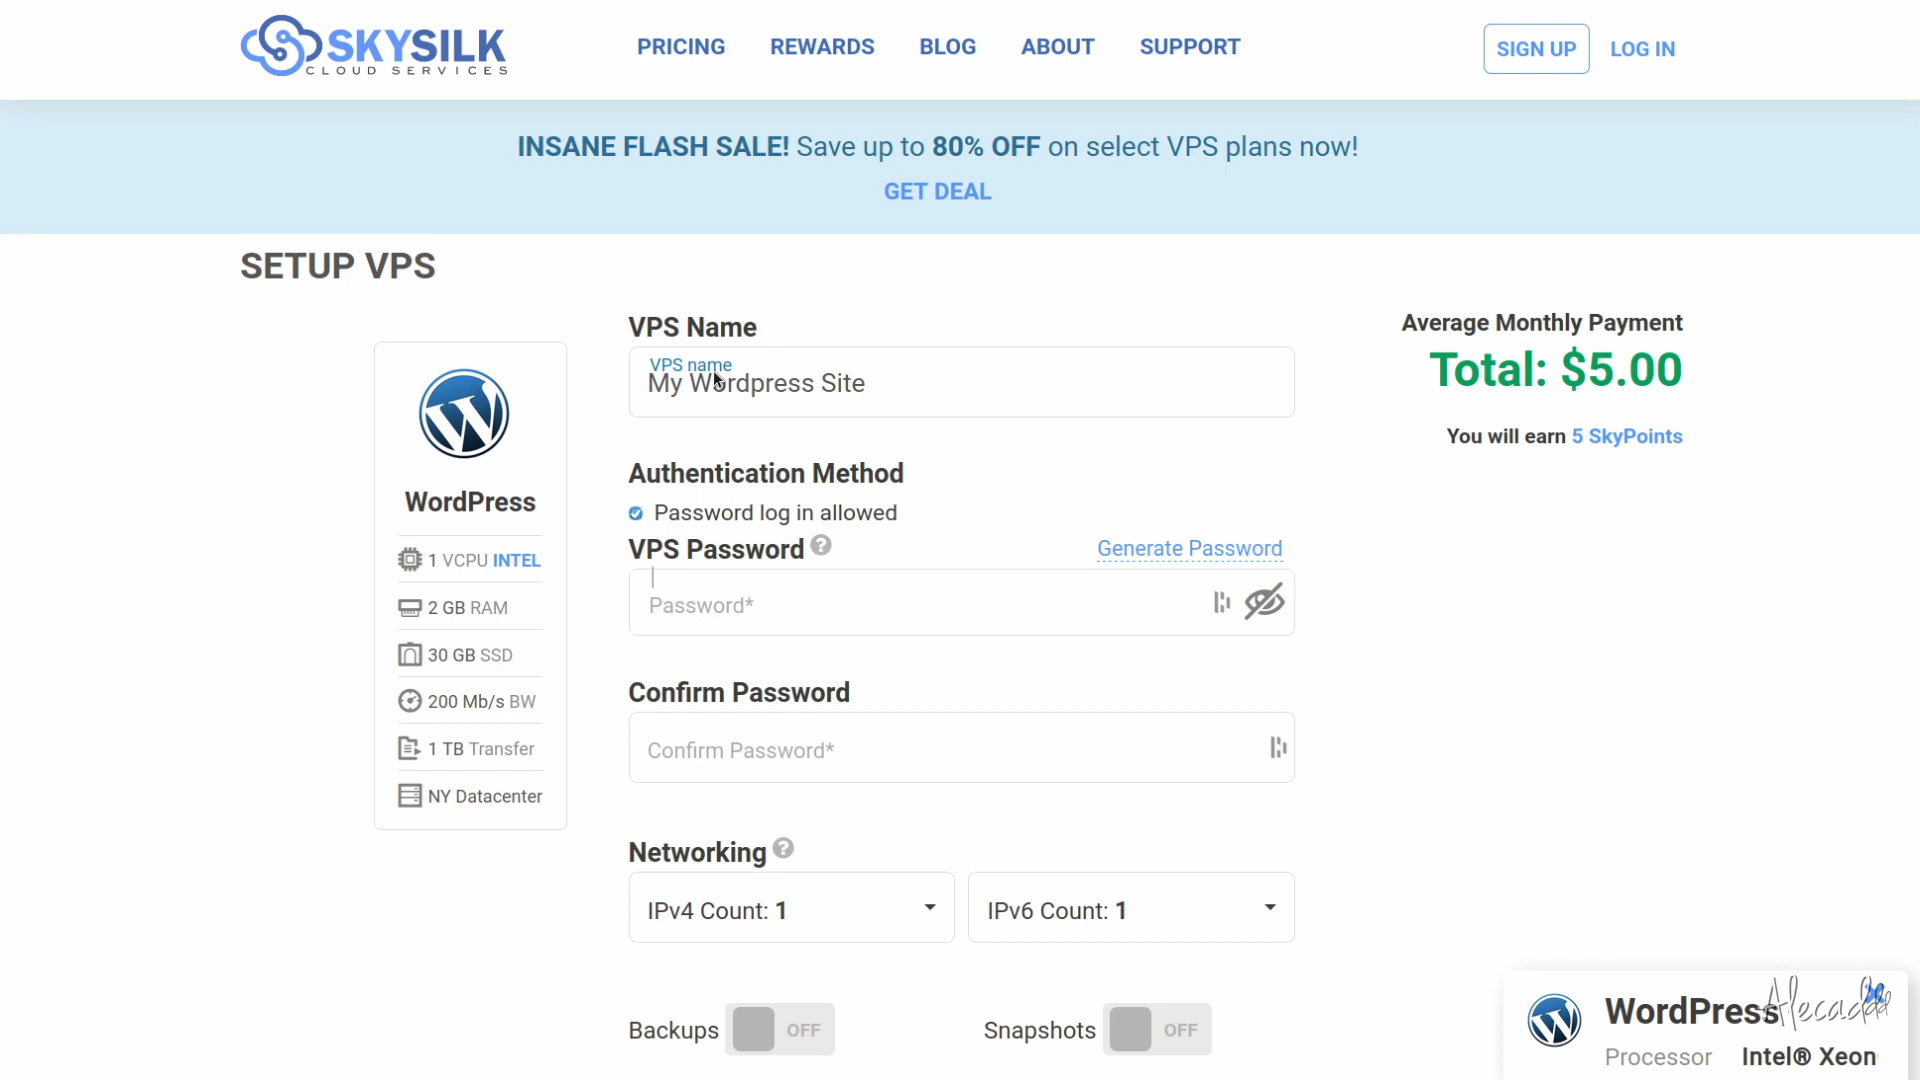 SKYSILK
CLOUD SERVICES
PRICING
REWARDS
BLOG
ABOUT
SUPPORT
SIGN UP
LOG IN
INSANE FLASH SALE! Save up to 80% OFF on select VPS plans now!
GET DEAL
SETUP VPS
WordPress
1 VCPU INTEL
2 GB RAM
30 GB SSD
200 Mb/s BW
1 TB Transfer
NY Datacenter
VPS Name
VPS name
My Wordpress Site
Authentication Method
Password log in allowed
VPS Password
Generate Password
Password*
Confirm Password
Confirm Password*
Networking
IPv4 Count: 1
IPv6 Count: 1
Backups OFF
Snapshots OFF
Average Monthly Payment
Total: $5.00
You will earn 5 SkyPoints
WordPress
Alecaddd
Processor Intel® Xeon